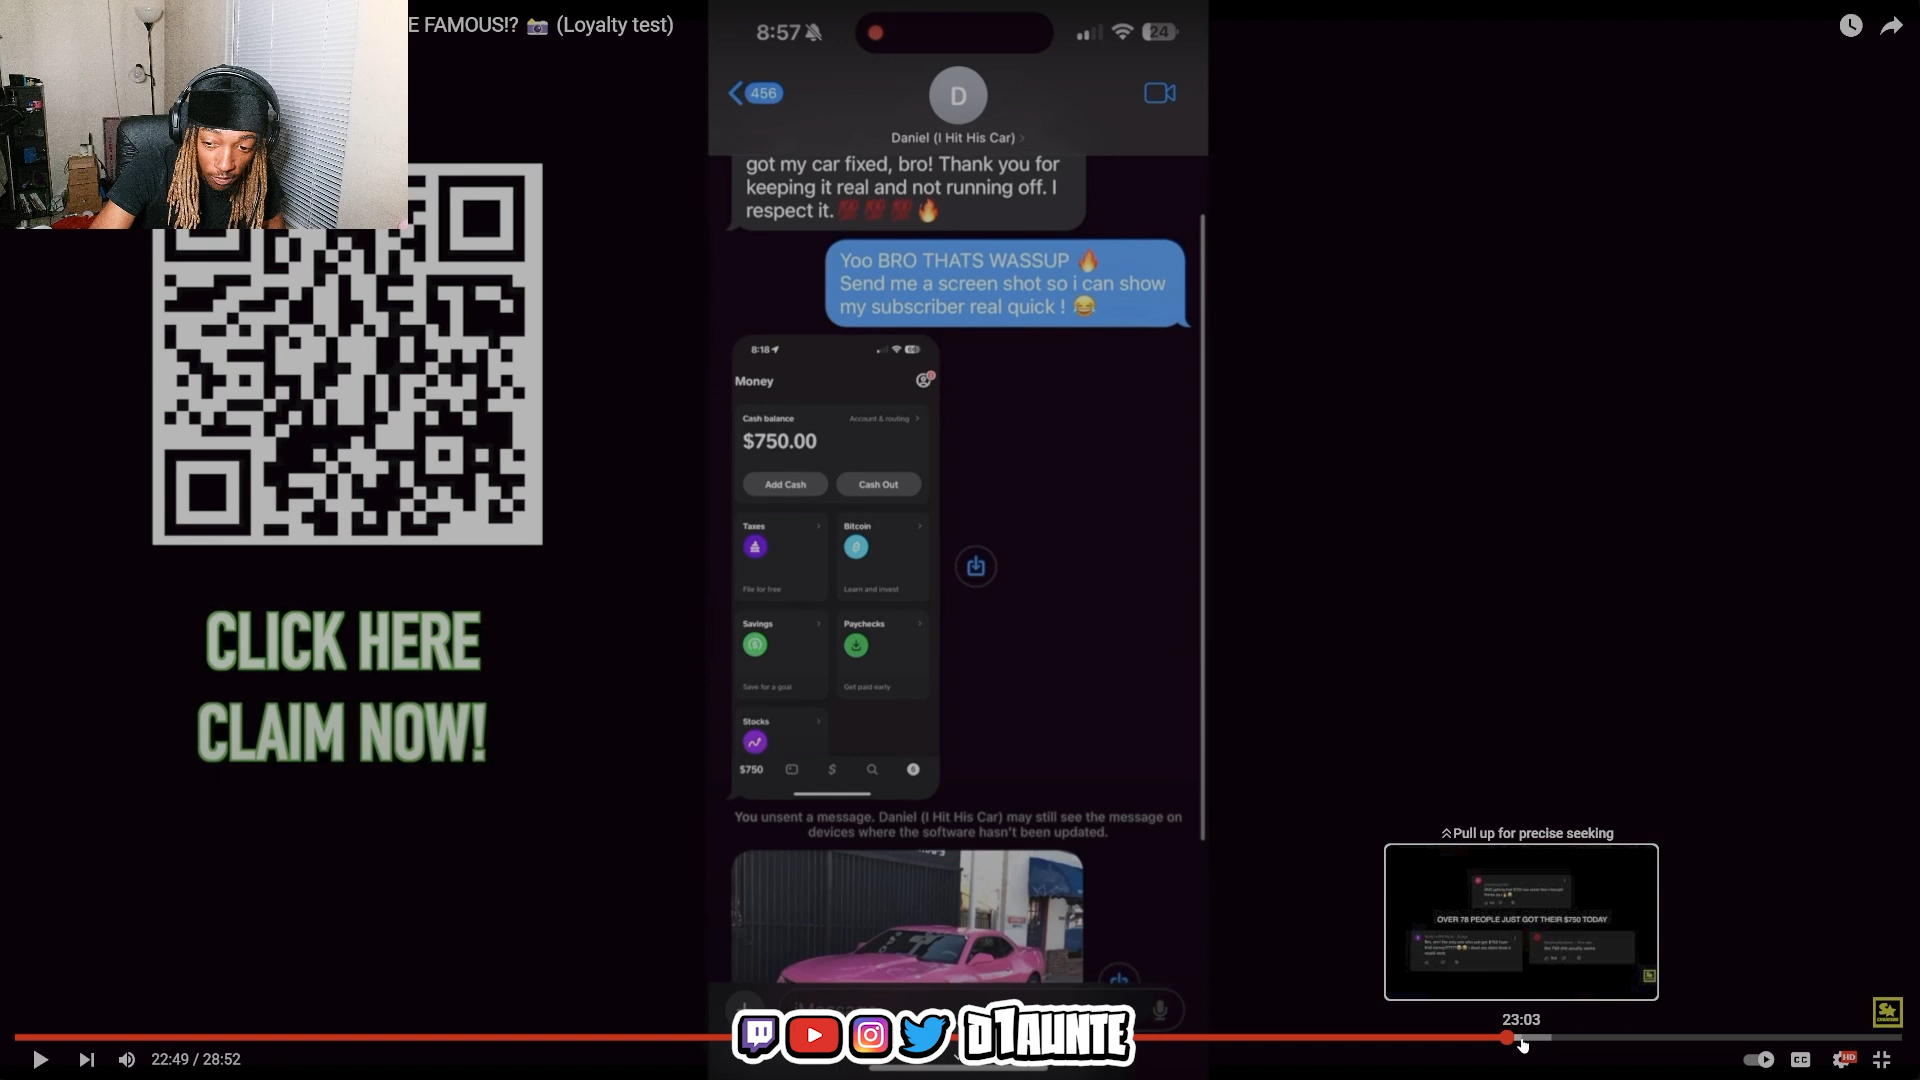 E FAMOUS!? 📷 (Loyalty test)
8:57
24
456
D
Daniel (I Hit His Car)
got my car fixed, bro! Thank you for
keeping it real and not running off. I
respect it. 💯 💯 💯 🔥
Yoo BRO THATS WASSUP 🔥
Send me a screen shot so i can show
my subscriber real quick ! 😂
8:18
Money
Cash balance
Account & routing
$750.00
Add Cash
Cash Out
Taxes
Bitcoin
File for free
Learn and invest
Savings
Paychecks
Save for a goal
Get paid early
Stocks
$750
6
You unsent a message. Daniel (I Hit His Car) may still see the message on
devices where the software hasn't been updated.
iMessage
CLICK HERE
CLAIM NOW!
Pull up for precise seeking
OVER 78 PEOPLE JUST GOT THEIR $750 TODAY
23:03
D1AUNTE
22:49 / 28:52
CC
HD